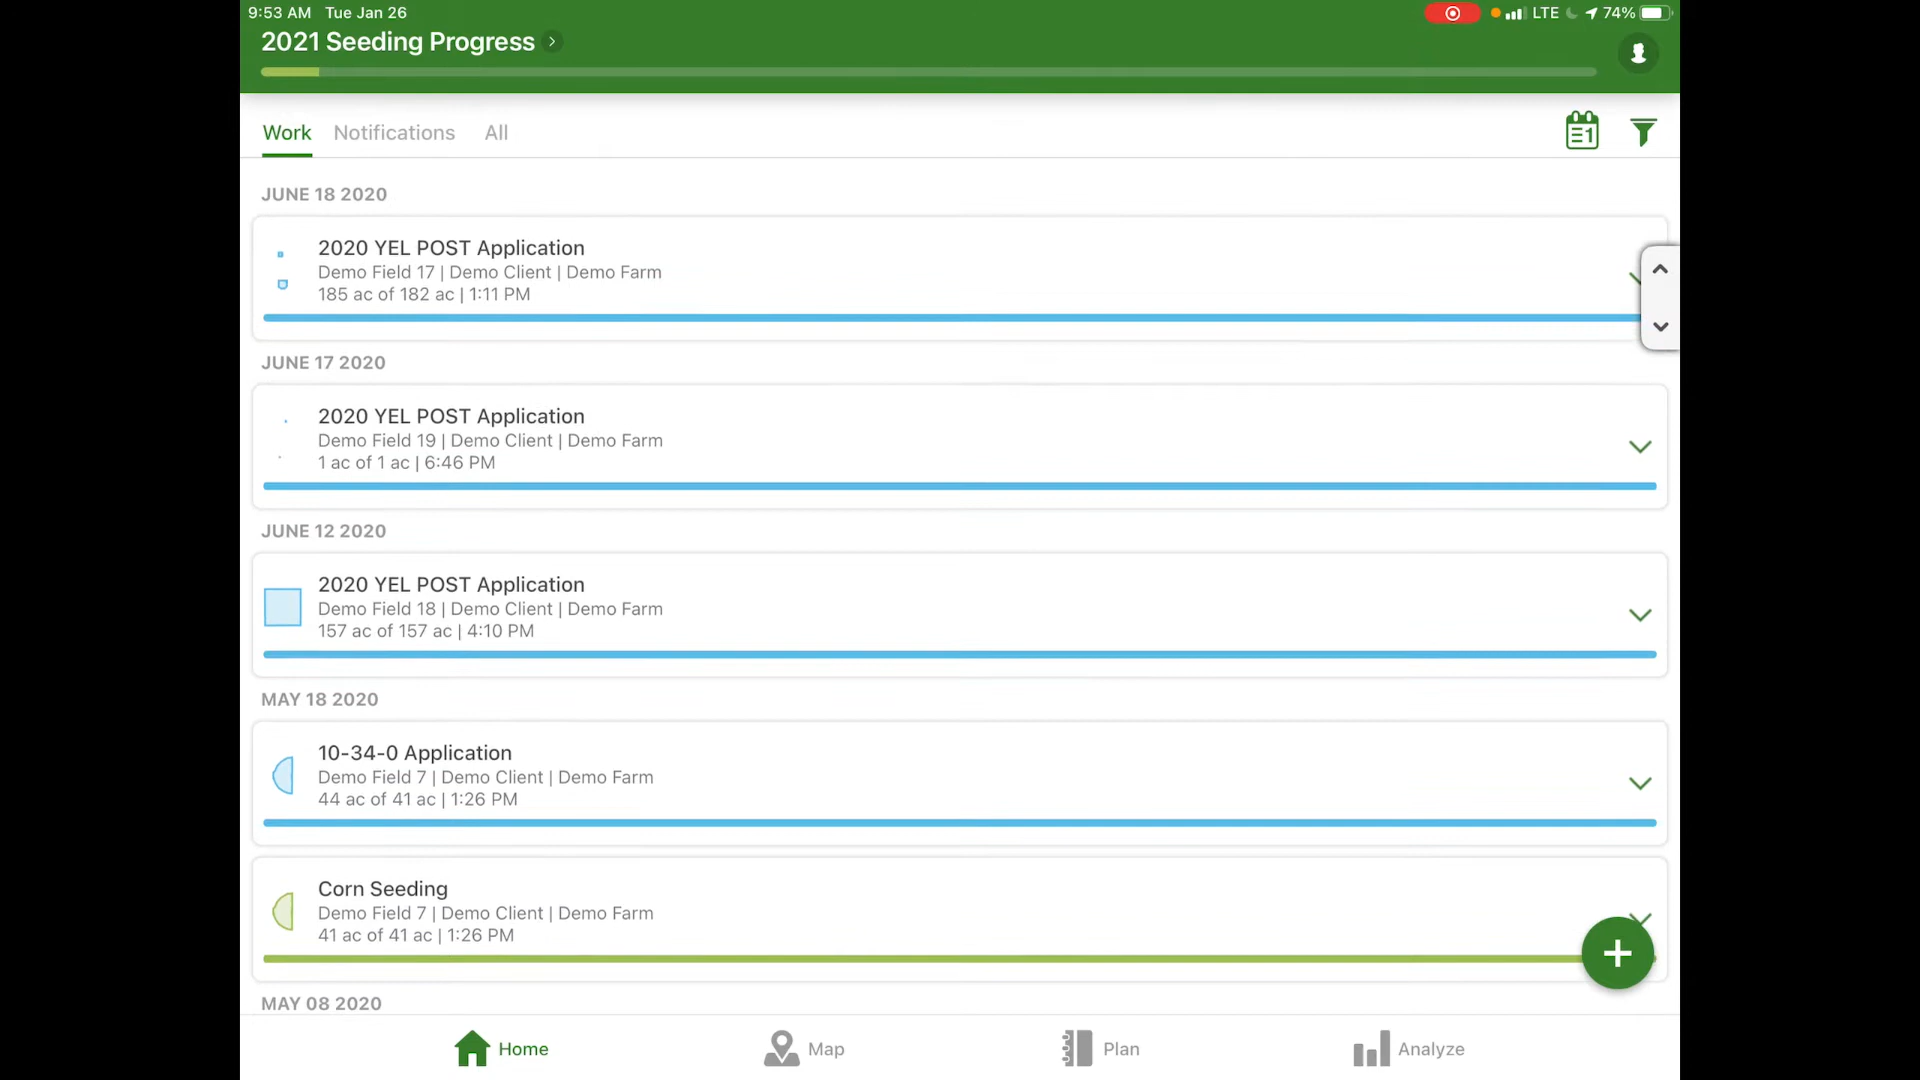 9:53 AM Tue Jan 26
LTE 74%
2021 Seeding Progress
Work Notifications All
1
JUNE 18 2020
2020 YEL POST Application
Demo Field 17 | Demo Client | Demo Farm
185 ac of 182 ac | 1:11 PM
JUNE 17 2020
2020 YEL POST Application
Demo Field 19 | Demo Client | Demo Farm
1 ac of 1 ac | 6:46 PM
JUNE 12 2020
2020 YEL POST Application
Demo Field 18 | Demo Client | Demo Farm
157 ac of 157 ac | 4:10 PM
MAY 18 2020
10-34-0 Application
Demo Field 7 | Demo Client | Demo Farm
44 ac of 41 ac | 1:26 PM
Corn Seeding
Demo Field 7 | Demo Client | Demo Farm
41 ac of 41 ac | 1:26 PM
MAY 08 2020
Home Map Plan Analyze